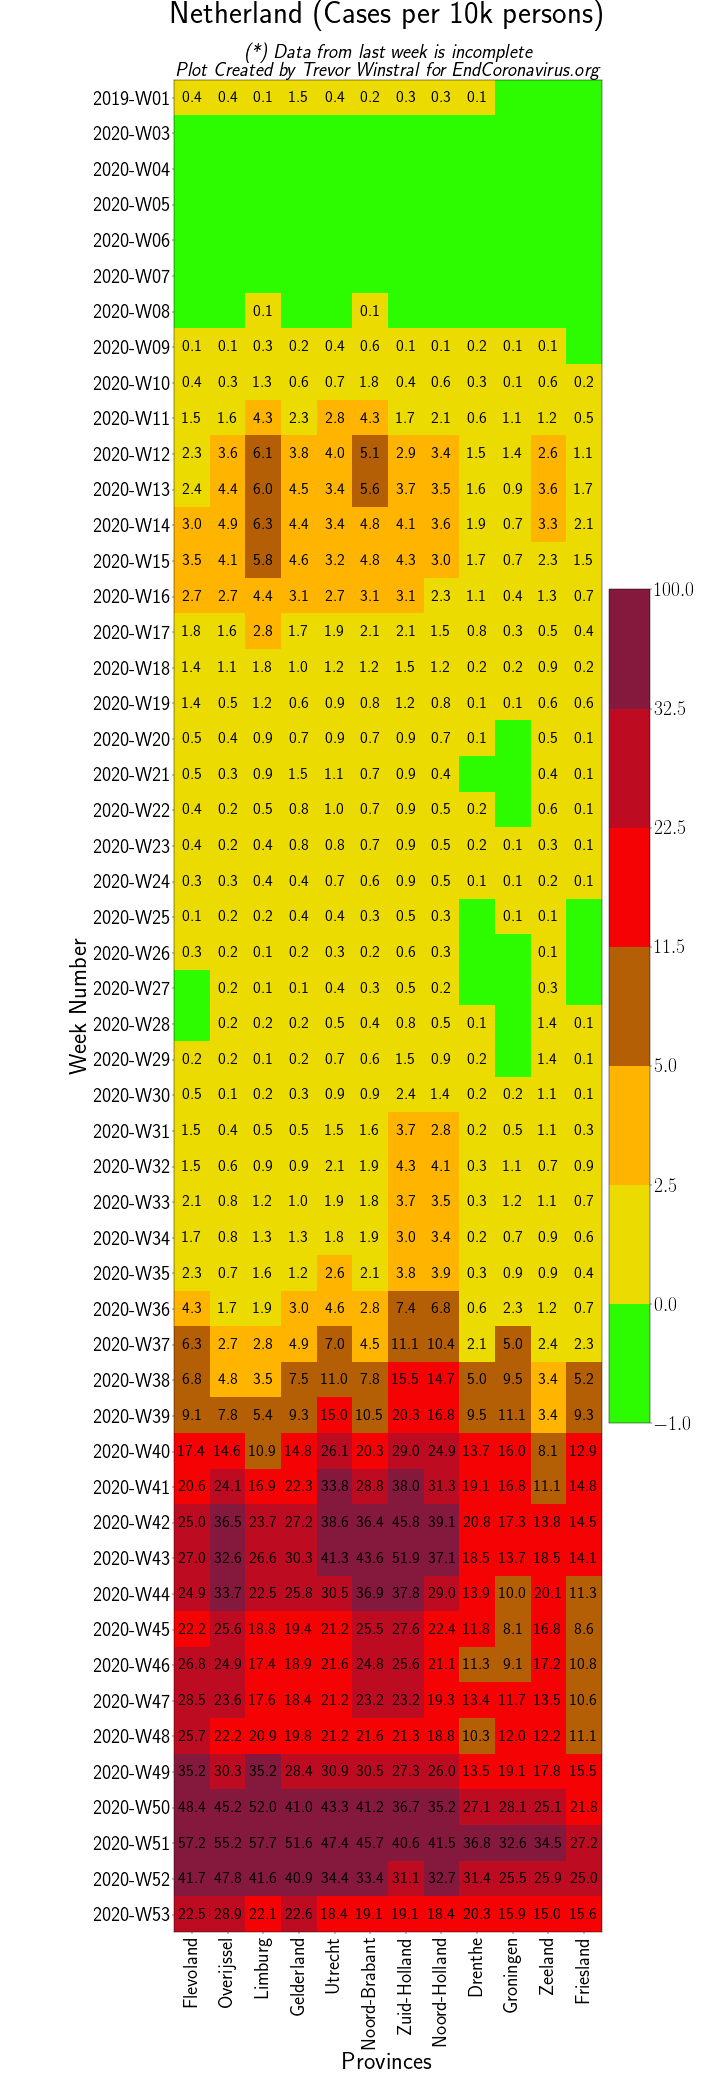 Netherland (Cases per 10k persons)
(*) Data from last week is incomplete
Plot Created by Trevor Winstral for EndCoronavirus.org
2019-W01 0.4 0.4 0.1 1.5 0.4 0.2 0.3 0.3 0.1
2020-W03
2020-W04
2020-W05
2020-W06
2020-W07
2020-W08 0.1 0.1
2020-W09 0.1 0.1 0.3 0.2 0.4 0.6 0.1 0.1 0.2 0.1 0.1
2020-W10 0.4 0.3 1.3 0.6 0.7 1.8 0.4 0.6 0.3 0.1 0.6 0.2
2020-W11 1.5 1.6 4.3 2.3 2.8 4.3 1.7 2.1 0.6 1.1 1.2 0.5
2020-W12 2.3 3.6 6.1 3.8 4.0 5.1 2.9 3.4 1.5 1.4 2.6 1.1
2020-W13 2.4 4.4 6.0 4.5 3.4 5.6 3.7 3.5 1.6 0.9 3.6 1.7
2020-W14 3.0 4.9 6.3 4.4 3.4 4.8 4.1 3.6 1.9 0.7 3.3 2.1
2020-W15 3.5 4.1 5.8 4.6 3.2 4.8 4.3 3.0 1.7 0.7 2.3 1.5
2020-W16 2.7 2.7 4.4 3.1 2.7 3.1 3.1 2.3 1.1 0.4 1.3 0.7
2020-W17 1.8 1.6 2.8 1.7 1.9 2.1 2.1 1.5 0.8 0.3 0.5 0.4
2020-W18 1.4 1.1 1.8 1.0 1.2 1.2 1.5 1.2 0.2 0.2 0.9 0.2
2020-W19 1.4 0.5 1.2 0.6 0.9 0.8 1.2 0.8 0.1 0.1 0.6 0.6
2020-W20 0.5 0.4 0.9 0.7 0.9 0.7 0.9 0.7 0.1 0.5 0.1
2020-W21 0.5 0.3 0.9 1.5 1.1 0.7 0.9 0.4 0.4 0.1
2020-W22 0.4 0.2 0.5 0.8 1.0 0.7 0.9 0.5 0.2 0.6 0.1
2020-W23 0.4 0.2 0.4 0.8 0.8 0.7 0.9 0.5 0.2 0.1 0.3 0.1
2020-W24 0.3 0.3 0.4 0.4 0.7 0.6 0.9 0.5 0.1 0.1 0.2 0.1
2020-W25 0.1 0.2 0.2 0.4 0.4 0.3 0.5 0.3 0.1 0.1
2020-W26 0.3 0.2 0.1 0.2 0.3 0.2 0.6 0.3 0.1
2020-W27 0.2 0.1 0.1 0.4 0.3 0.5 0.2 0.3
2020-W28 0.2 0.2 0.2 0.5 0.4 0.8 0.5 0.1 1.4 0.1
2020-W29 0.2 0.2 0.1 0.2 0.7 0.6 1.5 0.9 0.2 1.4 0.1
2020-W30 0.5 0.1 0.2 0.3 0.9 0.9 2.4 1.4 0.2 0.2 1.1 0.1
2020-W31 1.5 0.4 0.5 0.5 1.5 1.6 3.7 2.8 0.2 0.5 1.1 0.3
2020-W32 1.5 0.6 0.9 0.9 2.1 1.9 4.3 4.1 0.3 1.1 0.7 0.9
2020-W33 2.1 0.8 1.2 1.0 1.9 1.8 3.7 3.5 0.3 1.2 1.1 0.7
2020-W34 1.7 0.8 1.3 1.3 1.8 1.9 3.0 3.4 0.2 0.7 0.9 0.6
2020-W35 2.3 0.7 1.6 1.2 2.6 2.1 3.8 3.9 0.3 0.9 0.9 0.4
2020-W36 4.3 1.7 1.9 3.0 4.6 2.8 7.4 6.8 0.6 2.3 1.2 0.7
2020-W37 6.3 2.7 2.8 4.9 7.0 4.5 11.1 10.4 2.1 5.0 2.4 2.3
2020-W38 6.8 4.8 3.5 7.5 11.0 7.8 15.5 14.7 5.0 9.5 3.4 5.2
2020-W39 9.1 7.8 5.4 9.3 15.0 10.5 20.3 16.8 9.5 11.1 3.4 9.3
2020-W40 17.4 14.6 10.9 14.8 26.1 20.3 29.0 24.9 13.7 16.0 8.1 12.9
2020-W41 20.6 24.1 16.9 22.3 33.8 28.8 38.0 31.3 19.1 16.8 11.1 14.8
2020-W42 25.0 36.5 23.7 27.2 38.6 36.4 45.8 39.1 20.8 17.3 13.8 14.5
2020-W43 27.0 32.6 26.6 30.3 41.3 43.6 51.9 37.1 18.5 13.7 18.5 14.1
2020-W44 24.9 33.7 22.5 25.8 30.5 36.9 37.8 29.0 13.9 10.0 20.1 11.3
2020-W45 22.2 25.6 18.8 19.4 21.2 25.5 27.6 22.4 11.8 8.1 16.8 8.6
2020-W46 26.8 24.9 17.4 18.9 21.6 24.8 25.6 21.1 11.3 9.1 17.2 10.8
2020-W47 28.5 23.6 17.6 18.4 21.2 23.2 23.2 19.3 13.4 11.7 13.5 10.6
2020-W48 25.7 22.2 20.9 19.8 21.2 21.6 21.3 18.8 10.3 12.0 12.2 11.1
2020-W49 35.2 30.3 35.2 28.4 30.9 30.5 27.3 26.0 13.5 19.1 17.8 15.5
2020-W50 48.4 45.2 52.0 41.0 43.3 41.2 36.7 35.2 27.1 28.1 25.1 21.8
2020-W51 57.2 55.2 57.7 51.6 47.4 45.7 40.6 41.5 36.8 32.6 34.5 27.2
2020-W52 41.7 47.8 41.6 40.9 34.4 33.4 31.1 32.7 31.4 25.5 25.9 25.0
2020-W53 22.5 28.9 22.1 22.6 18.4 19.1 19.1 18.4 20.3 15.9 15.0 15.6
Week Number
Flevoland
Overijssel
Limburg
Gelderland
Utrecht
Noord-Brabant
Zuid-Holland
Noord-Holland
Drenthe
Groningen
Zeeland
Friesland
Provinces
100.0
32.5
22.5
11.5
5.0
2.5
0.0
−1.0